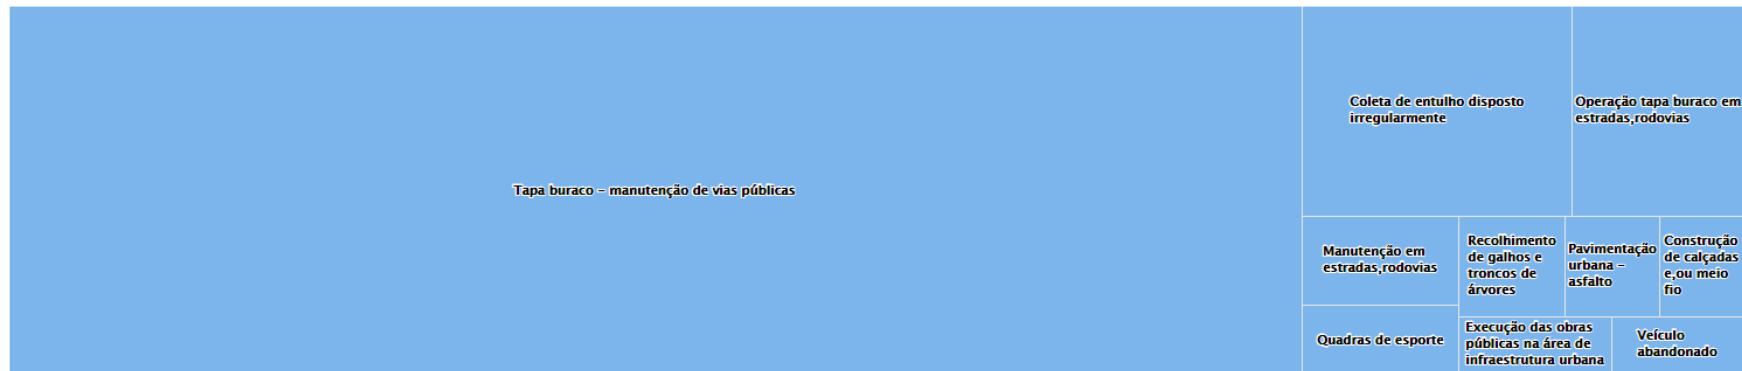 Tapa buraco - manutenção de vias públicas
Coleta de entulho disposto
irregularmente
Operação tapa buraco em
estradas,rodovias
Manutenção em
estradas,rodovias
Recolhimento
de galhos e
troncos de
árvores
Pavimentação
urbana -
asfalto
Construção
de calçadas
e,ou meio
fio
Quadras de esporte
Execução das obras
públicas na área de
infraestrutura urbana
Veículo
abandonado